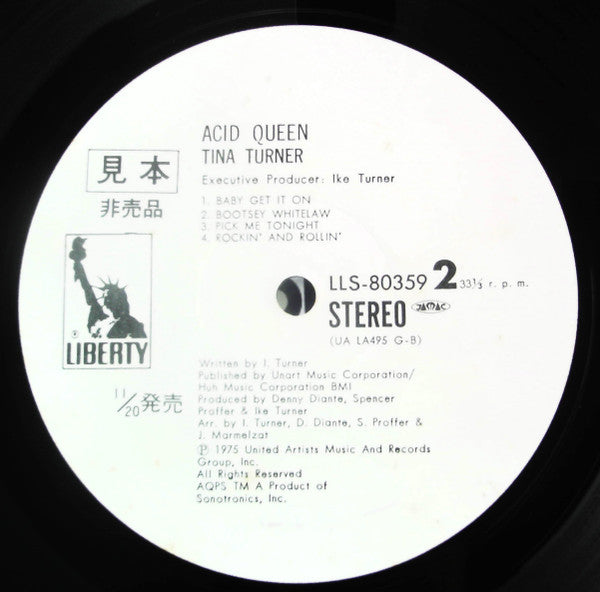 ACID QUEEN
TINA TURNER
見本
Executive Producer: Ike Turner
非売品
1. BABY GET IT ON
2. BOOTSEY WHITELAW
3. PICK ME TONIGHT
4. ROCKIN' AND ROLLIN'
LLS-80359 2 33⅓ r. p. m.
STEREO
(UA LA495 G-B)
LIBERTY
Written by I. Turner
Published by Unart Music Corporation/
Huh Music Corporation BMI
11/20発売
Produced by Denny Diante, Spencer
Proffer & Ike Turner
Arr. by I. Turner, D. Diante, S. Proffer &
J. Marmelzat
Ⓟ 1975 United Artists Music And Records
Group, Inc.
All Rights Reserved
AQPS TM A Product of
Sonotronics, Inc.